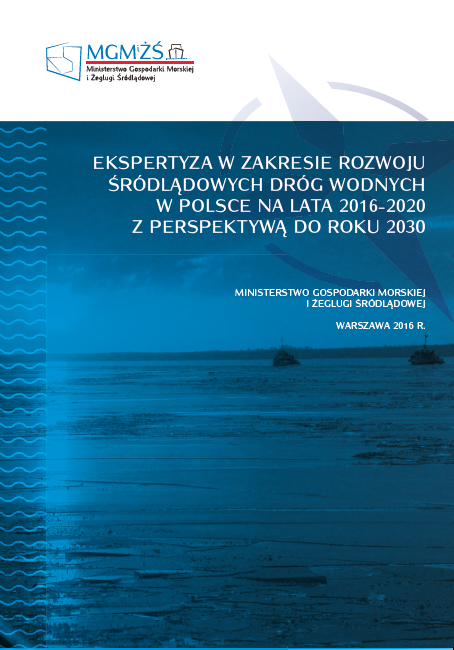 MGMiŻŚ
Ministerstwo Gospodarki Morskiej
i Żeglugi Śródlądowej
EKSPERTYZA W ZAKRESIE ROZWOJU
ŚRÓDLĄDOWYCH DRÓG WODNYCH
W POLSCE NA LATA 2016-2020
Z PERSPEKTYWĄ DO ROKU 2030
MINISTERSTWO GOSPODARKI MORSKIEJ
I ŻEGLUGI ŚRÓDLĄDOWEJ
WARSZAWA 2016 R.